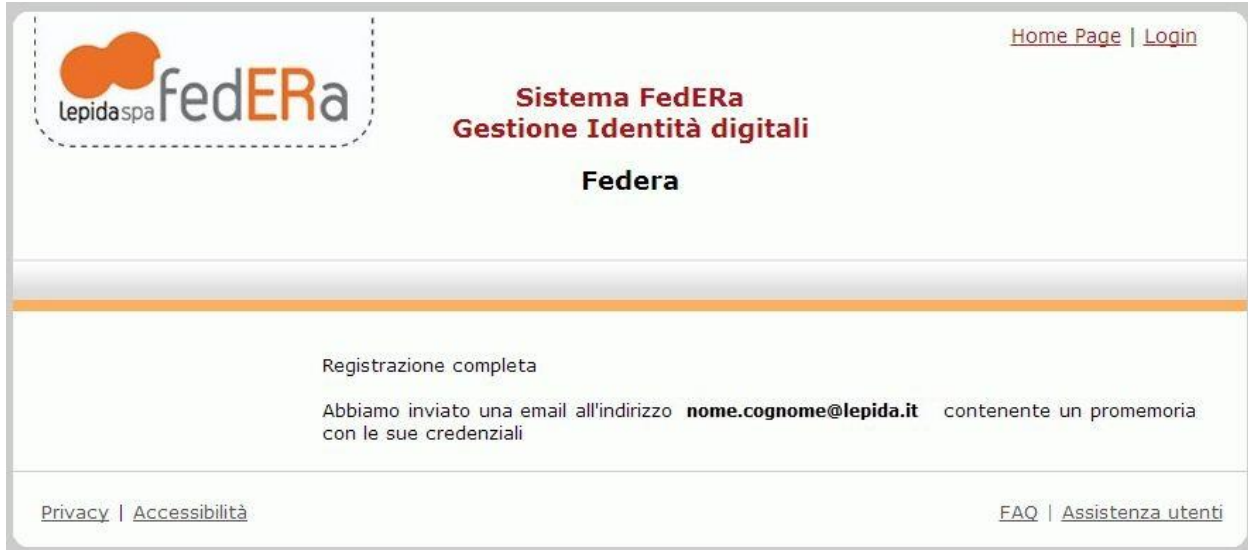 Home Page | Login
lepidaspa fedERa
Sistema FedERa
Gestione Identità digitali
Federa
Registrazione completa
Abbiamo inviato una email all'indirizzo nome.cognome@lepida.it contenente un promemoria
con le sue credenziali
Privacy | Accessibilità
FAQ | Assistenza utenti